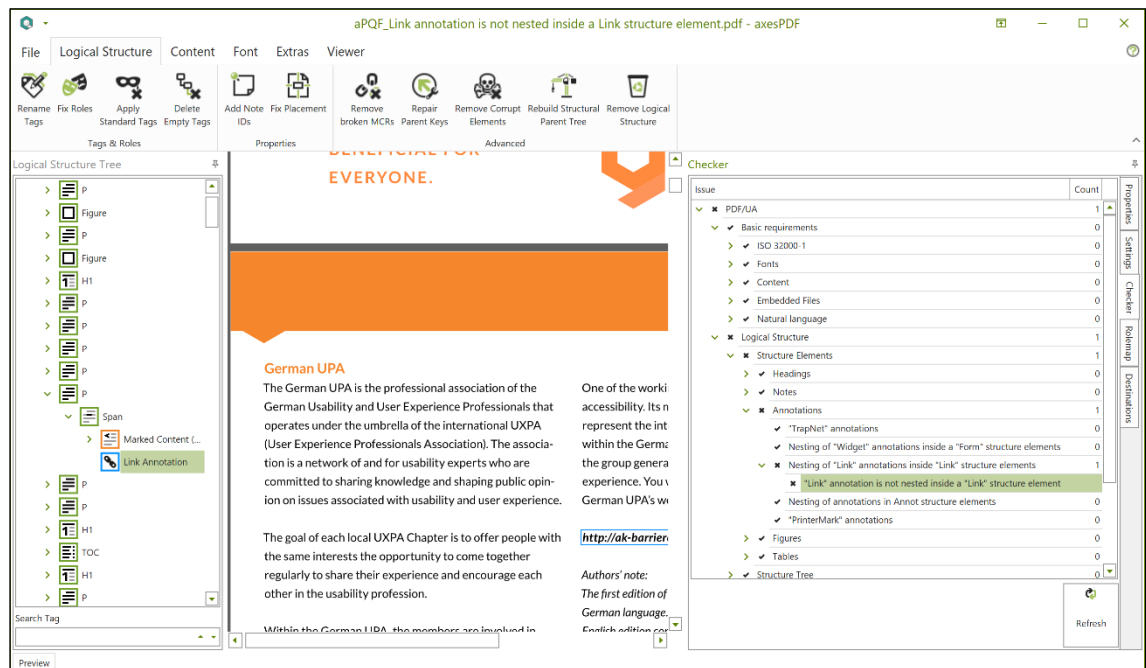 aPQF_Link annotation is not nested inside a Link structure element.pdf - axesPDF
File Logical Structure Content Font Extras Viewer
Rename Tags
Fix Roles
Apply Standard Tags
Delete Empty Tags
Add Note IDs
Fix Placement
Remove broken MCRs
Repair Parent Keys
Remove Corrupt Elements
Rebuild Structural Parent Tree
Remove Logical Structure
Tags & Roles
Properties
Advanced
Logical Structure Tree
P
Figure
P
Figure
H1
P
P
P
P
P
Span
Marked Content (...
Link Annotation
P
P
H1
TOC
H1
P
Search Tag
Preview
BENEFICIAL FOR
EVERYONE.
German UPA
The German UPA is the professional association of the
German Usability and User Experience Professionals that
operates under the umbrella of the international UXPA
(User Experience Professionals Association). The associa-
tion is a network of and for usability experts who are
committed to sharing knowledge and shaping public opin-
ion on issues associated with usability and user experience.
The goal of each local UXPA Chapter is to offer people with
the same interests the opportunity to come together
regularly to share their experience and encourage each
other in the usability profession.
Within the German UPA, the members are involved in
One of the worki
accessibility. Its
represent the int
within the Germa
the group genera
experience. You
German UPA's we
http://ak-barriere
Authors' note:
The first edition of
German language.
English edition con
Checker
Issue Count
PDF/UA 1
Basic requirements 0
ISO 32000-1 0
Fonts 0
Content 0
Embedded Files 0
Natural language 0
Logical Structure 1
Structure Elements 1
Headings 0
Notes 0
Annotations 1
"TrapNet" annotations 0
Nesting of "Widget" annotations inside a "Form" structure elements 0
Nesting of "Link" annotations inside "Link" structure elements 1
"Link" annotation is not nested inside a "Link" structure element
Nesting of annotations in Annot structure elements 0
"PrinterMark" annotations 0
Figures 0
Tables 0
Structure Tree 0
Refresh
Properties
Settings
Checker
Rolemap
Destinations